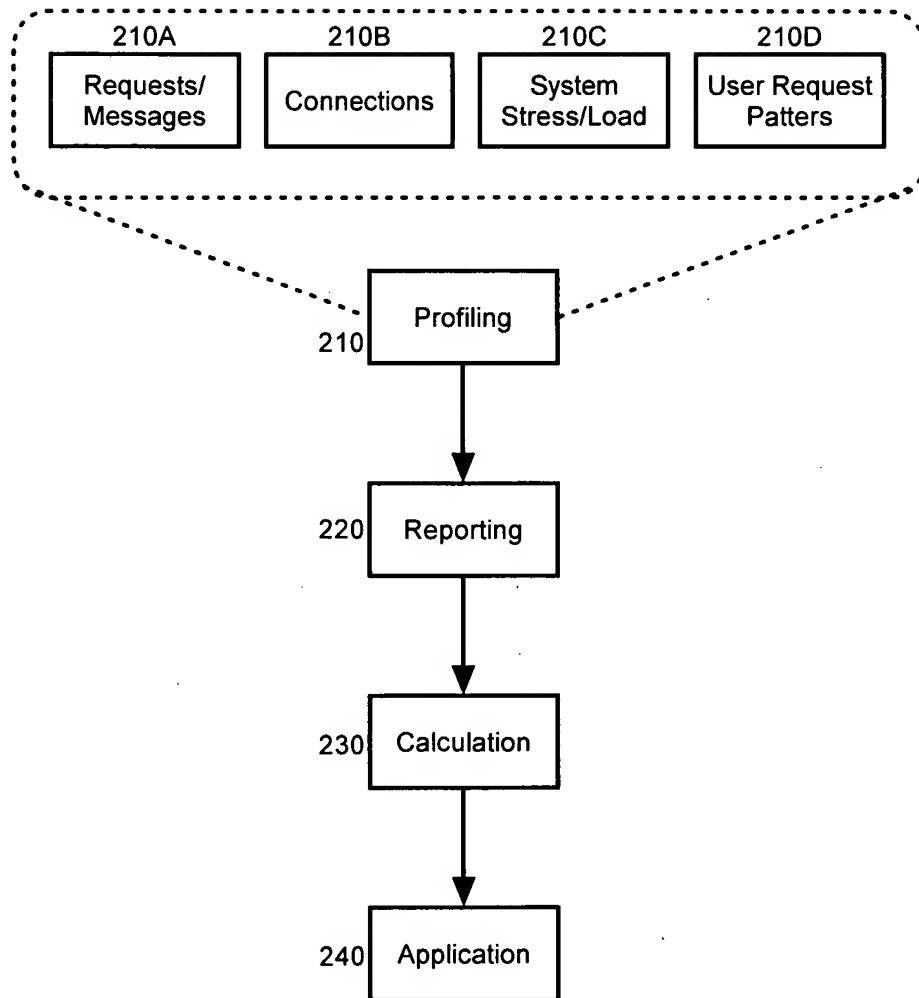 210A
210B
210C
210D
Requests/
Messages
Connections
System
Stress/Load
User Request
Patters
Profiling
210
220
Reporting
230
Calculation
240
Application